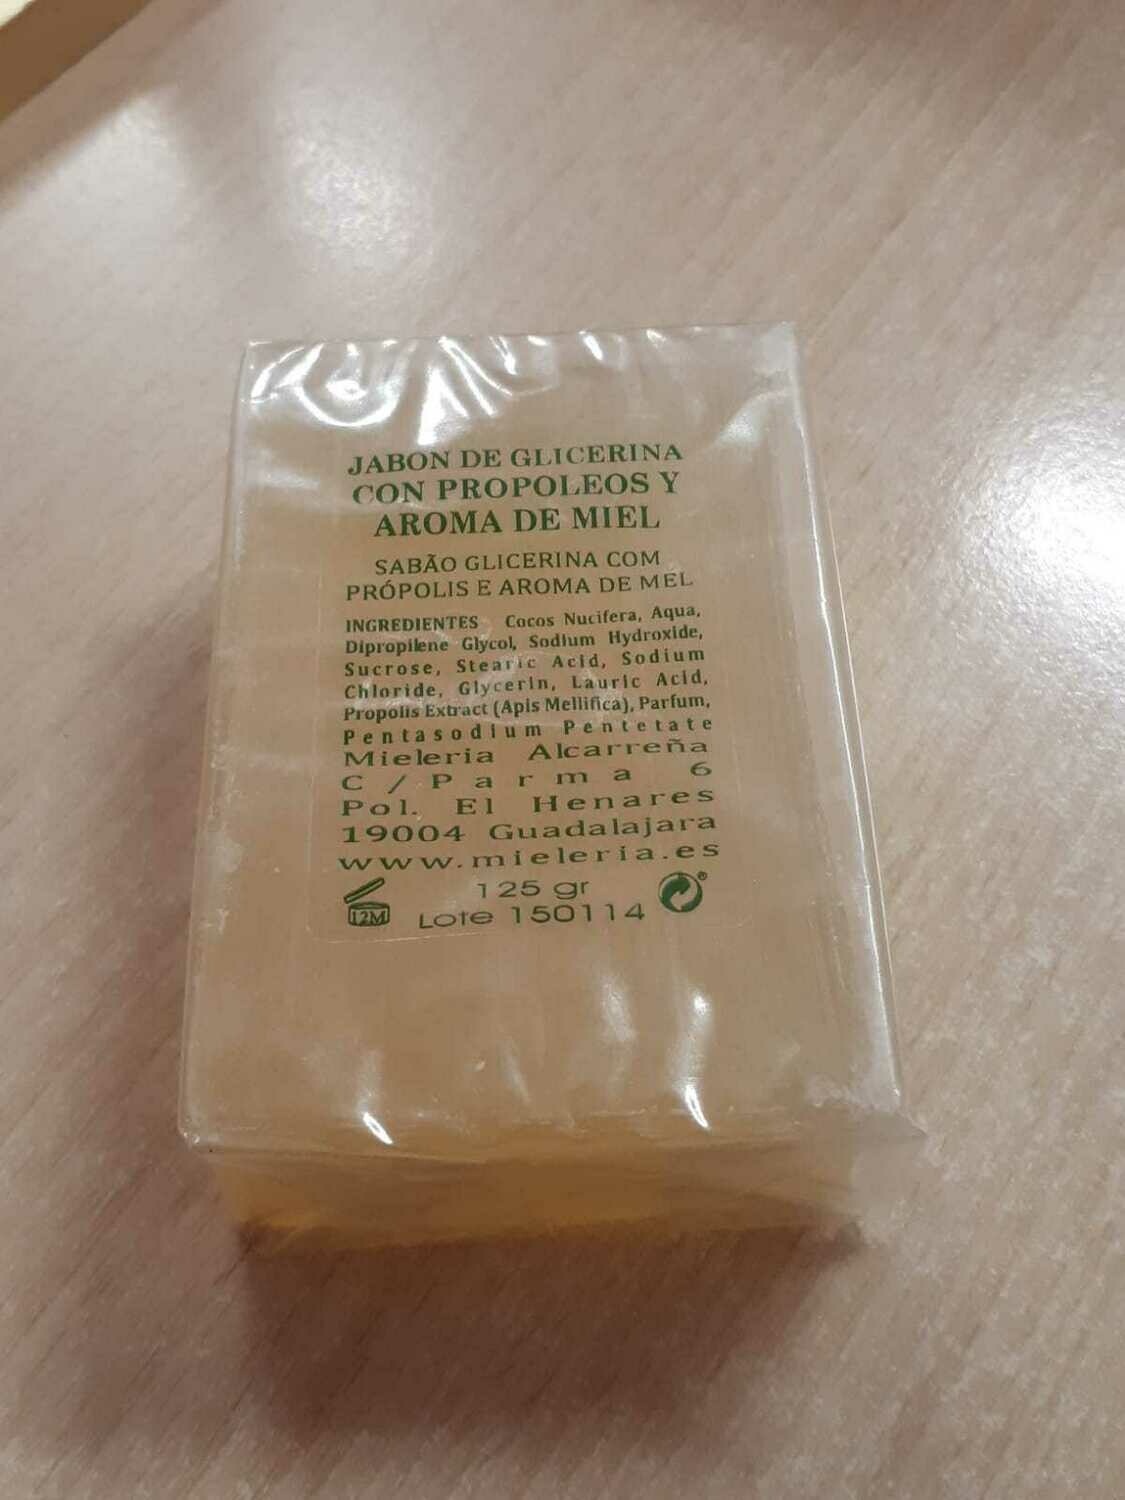 JABON DE GLICERINA
CON PROPOLEOS Y
AROMA DE MIEL
SABÃO GLICERINA COM
PRÓPOLIS E AROMA DE MEL
INGREDIENTES Cocos Nucifera, Aqua,
Dipropilene Glycol, Sodium Hydroxide,
Sucrose, Stearic Acid, Sodium
Chloride, Glycerin, Lauric Acid,
Propolis Extract (Apis Mellifica), Parfum,
Pentasodium Pentetate
Mieleria Alcarreña
C/Parma 6
Pol. El Henares
19004 Guadalajara
www.mieleria.es
125 gr ®
12M Lote 150114